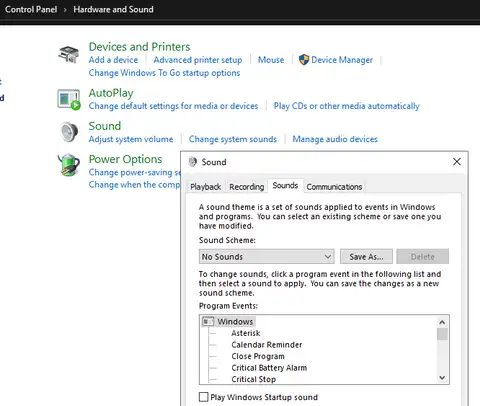 Control Panel › Hardware and Sound
Devices and Printers
Add a device Advanced printer setup Mouse Device Manager
Change Windows To Go startup options
AutoPlay
Change default settings for media or devices Play CDs or other media automatically
Sound
Adjust system volume Change system sounds Manage audio devices
Power Options
Change power-saving se
Change when the comp
Sound
Playback Recording Sounds Communications
A sound theme is a set of sounds applied to events in Windows
and programs. You can select an existing scheme or save one you
have modified.
Sound Scheme:
No Sounds Save As... Delete
To change sounds, click a program event in the following list and
then select a sound to apply. You can save the changes as a new
sound scheme.
Program Events:
Windows
Asterisk
Calendar Reminder
Close Program
Critical Battery Alarm
Critical Stop
Play Windows Startup sound